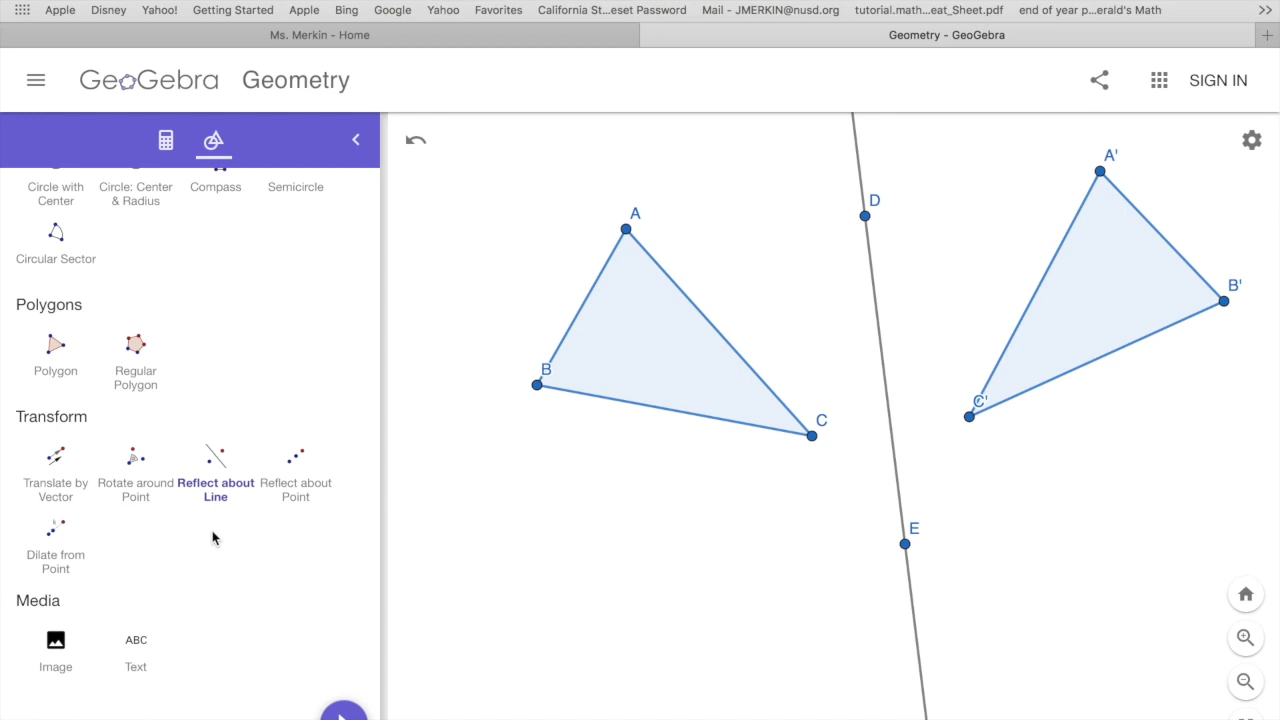 Apple Disney Yahoo! Getting Started Apple Bing Google Yahoo Favorites California St...eset Password Mail - JMERKIN@nusd.org tutorial.math...eat_Sheet.pdf end of year p...erald's Math
Ms. Merkin - Home Geometry - GeoGebra
GeoGebra Geometry SIGN IN
Circle with Center
Circle: Center & Radius
Compass
Semicircle
Circular Sector
Polygons
Polygon
Regular Polygon
Transform
Translate by Vector
Rotate around Point
Reflect about Line
Reflect about Point
Dilate from Point
Media
ABC
Image
Text
A
B
C
D
E
A'
B'
C'